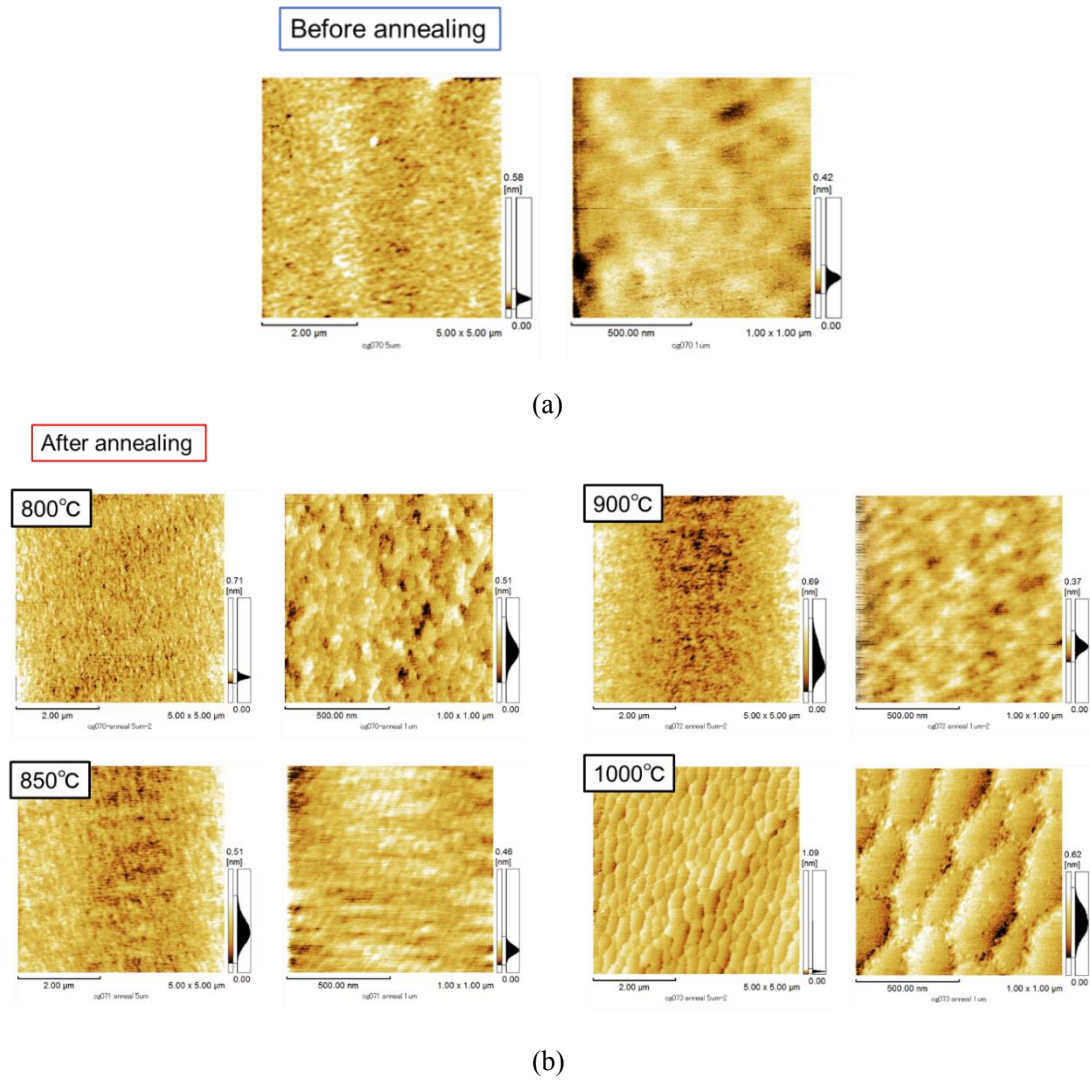 Before annealing
0.58
[nm]
0.00
2.00 μm 5.00 x 5.00 μm
cg070 5um
0.42
[nm]
0.00
500.00 nm 1.00 x 1.00 μm
cg070 1um
(a)
After annealing
800℃
0.71
[nm]
0.00
2.00 μm 5.00 x 5.00 μm
cg070-anneal 5um-2
0.51
[nm]
0.00
500.00 nm 1.00 x 1.00 μm
cg070-anneal 1um
900℃
0.69
[nm]
0.00
2.00 μm 5.00 x 5.00 μm
cg072 anneal 5um-2
0.37
[nm]
0.00
500.00 nm 1.00 x 1.00 μm
cg072 anneal 1um-2
850℃
0.51
[nm]
0.00
2.00 μm 5.00 x 5.00 μm
cg071 anneal 5um
0.46
[nm]
0.00
500.00 nm 1.00 x 1.00 μm
cg071 anneal 1um
1000℃
1.09
[nm]
0.00
2.00 μm 5.00 x 5.00 μm
cg073 anneal 5um-2
0.62
[nm]
0.00
500.00 nm 1.00 x 1.00 μm
cg073 anneal 1um
(b)